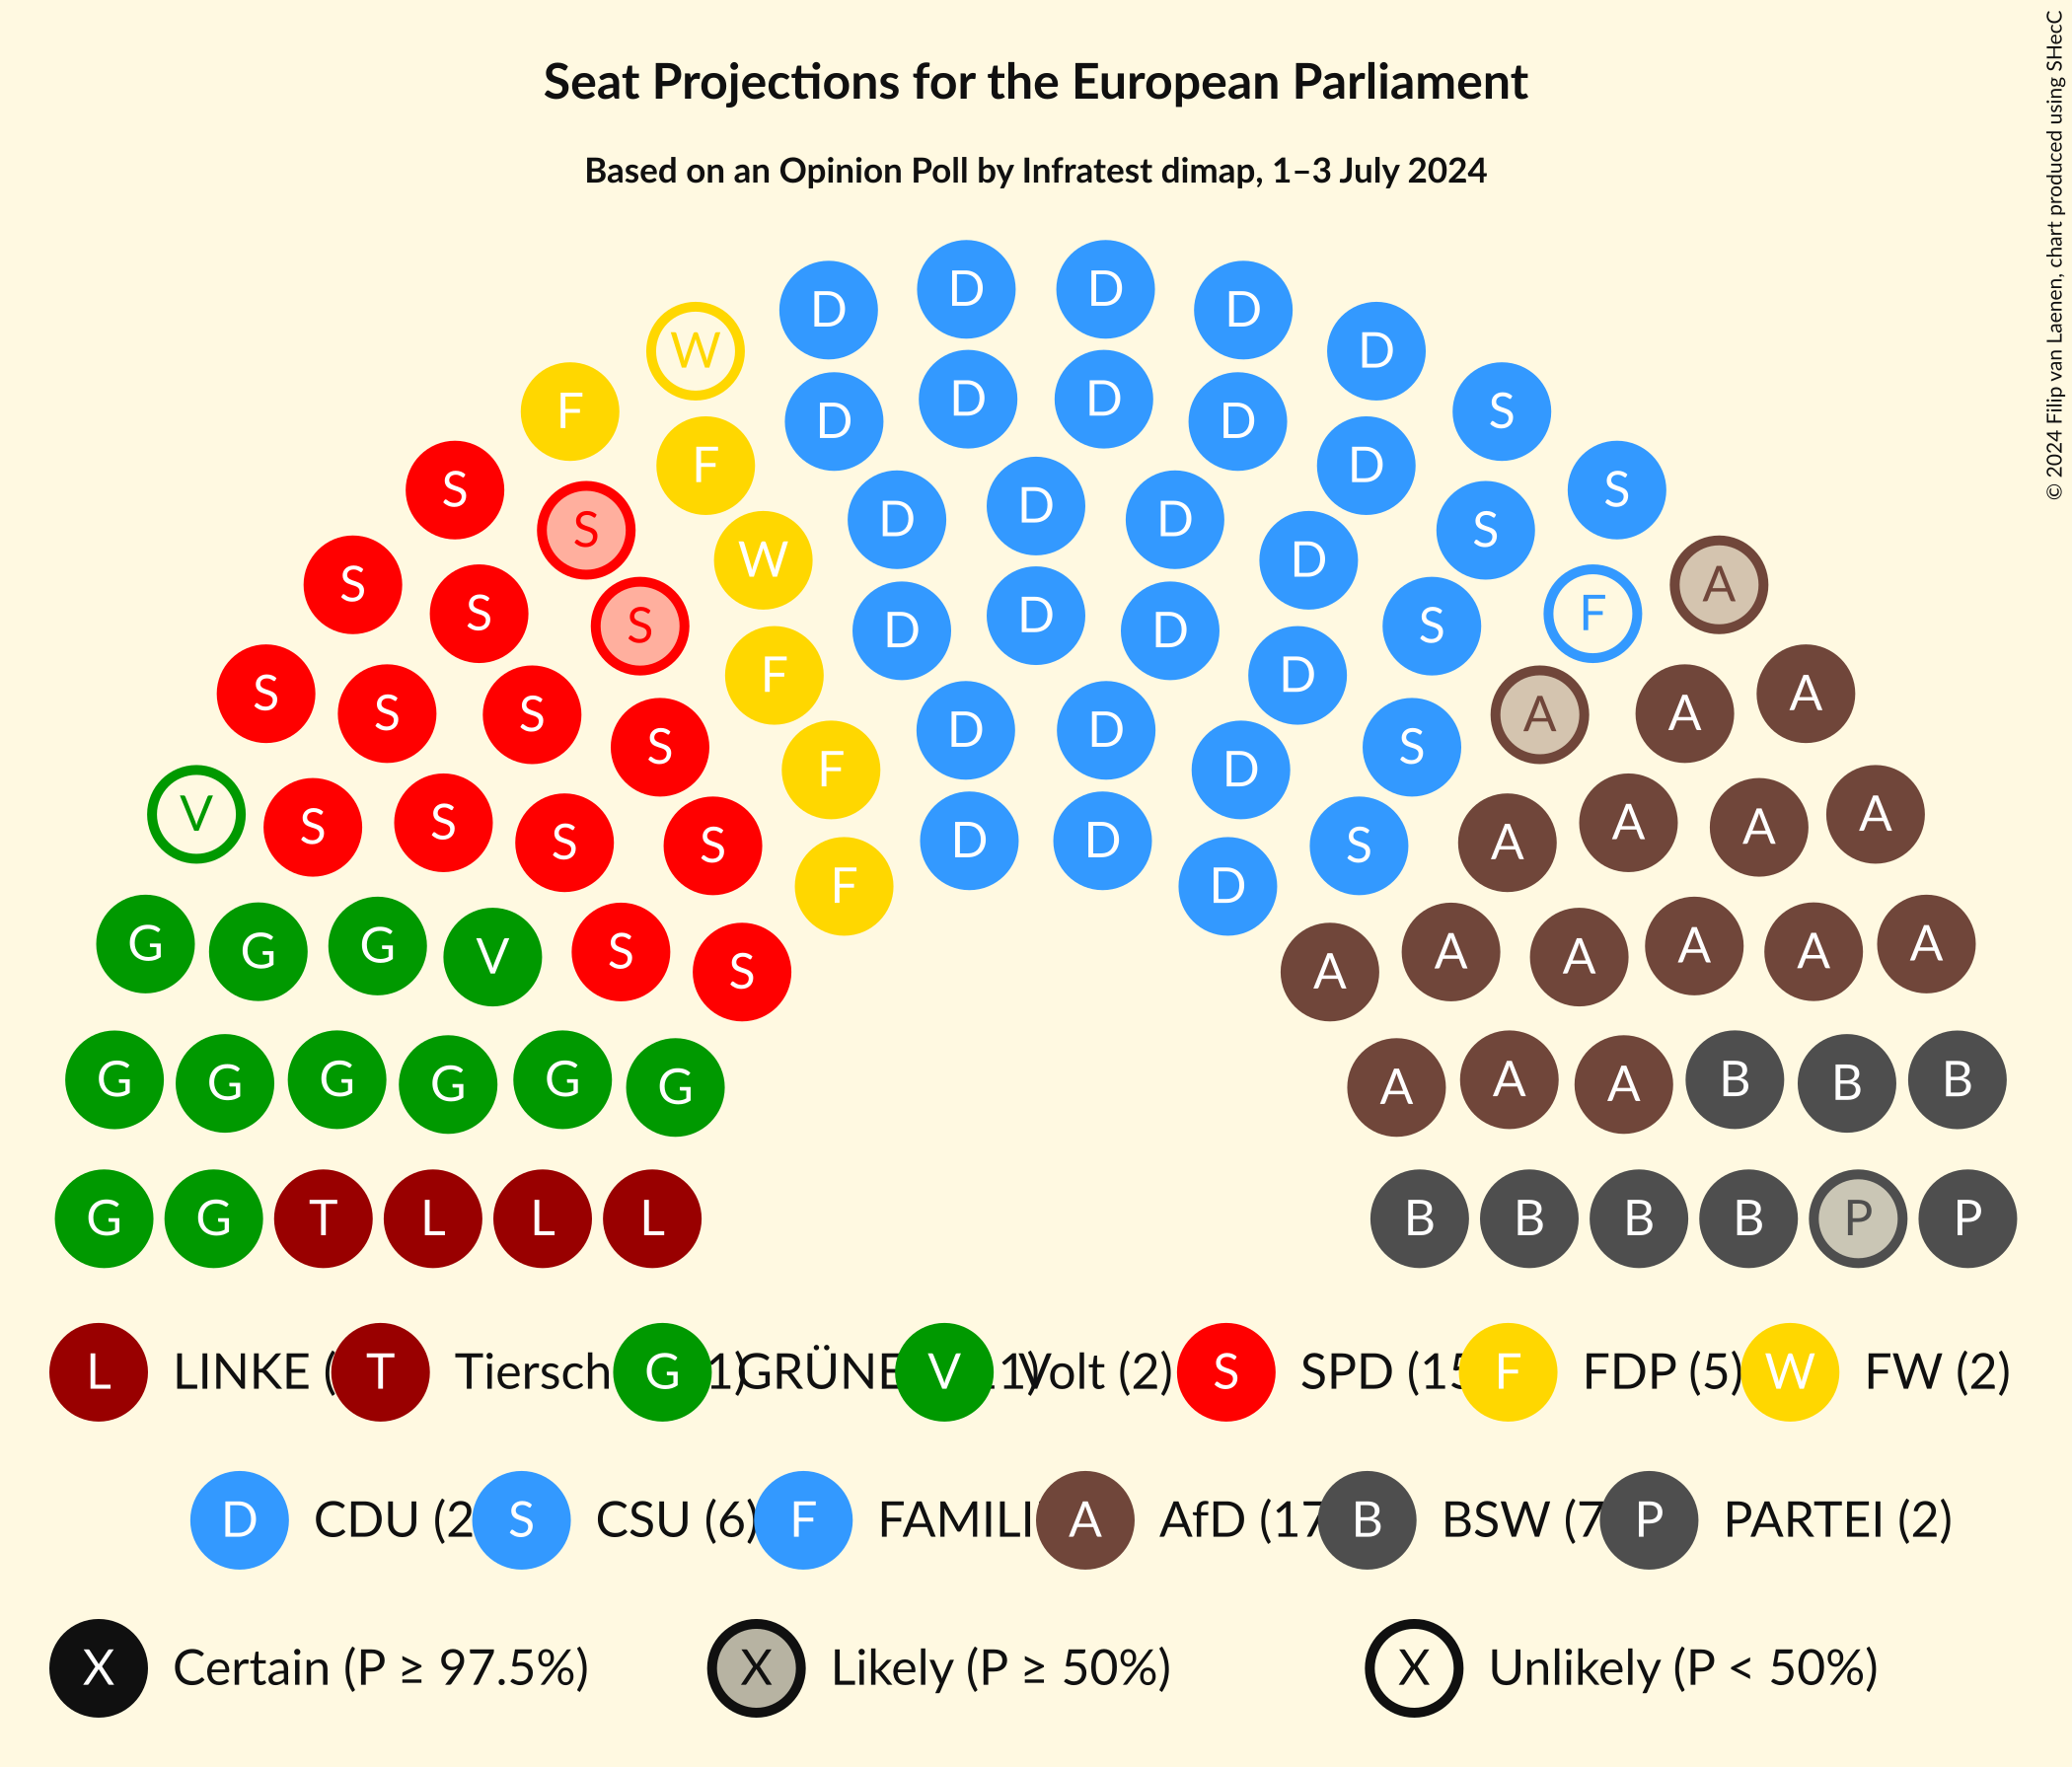 Seat Projections for the European Parliament
Based on an Opinion Poll by Infratest dimap, 1–3 July 2024
© 2024 Filip van Laenen, chart produced using SHecC
D D D D
W D
D D D D
F S
F D
S D D D S
S S
W D
S D D D S F A
S S
F D
S S S A A A
S D D S
F D
V S S S S D D S A A A A
F D
G G G V S S A A A A A A
G G G G G G A A A B B B
G G T L L L B B B B P P
L LINKE ( T Tiersch G 1) GRÜNE V 1) Volt (2) S SPD (15 F FDP (5) W FW (2)
D CDU (2 S CSU (6) F FAMILI A AfD (17 B BSW (7 P PARTEI (2)
X Certain (P ≥ 97.5%) X Likely (P ≥ 50%) X Unlikely (P < 50%)